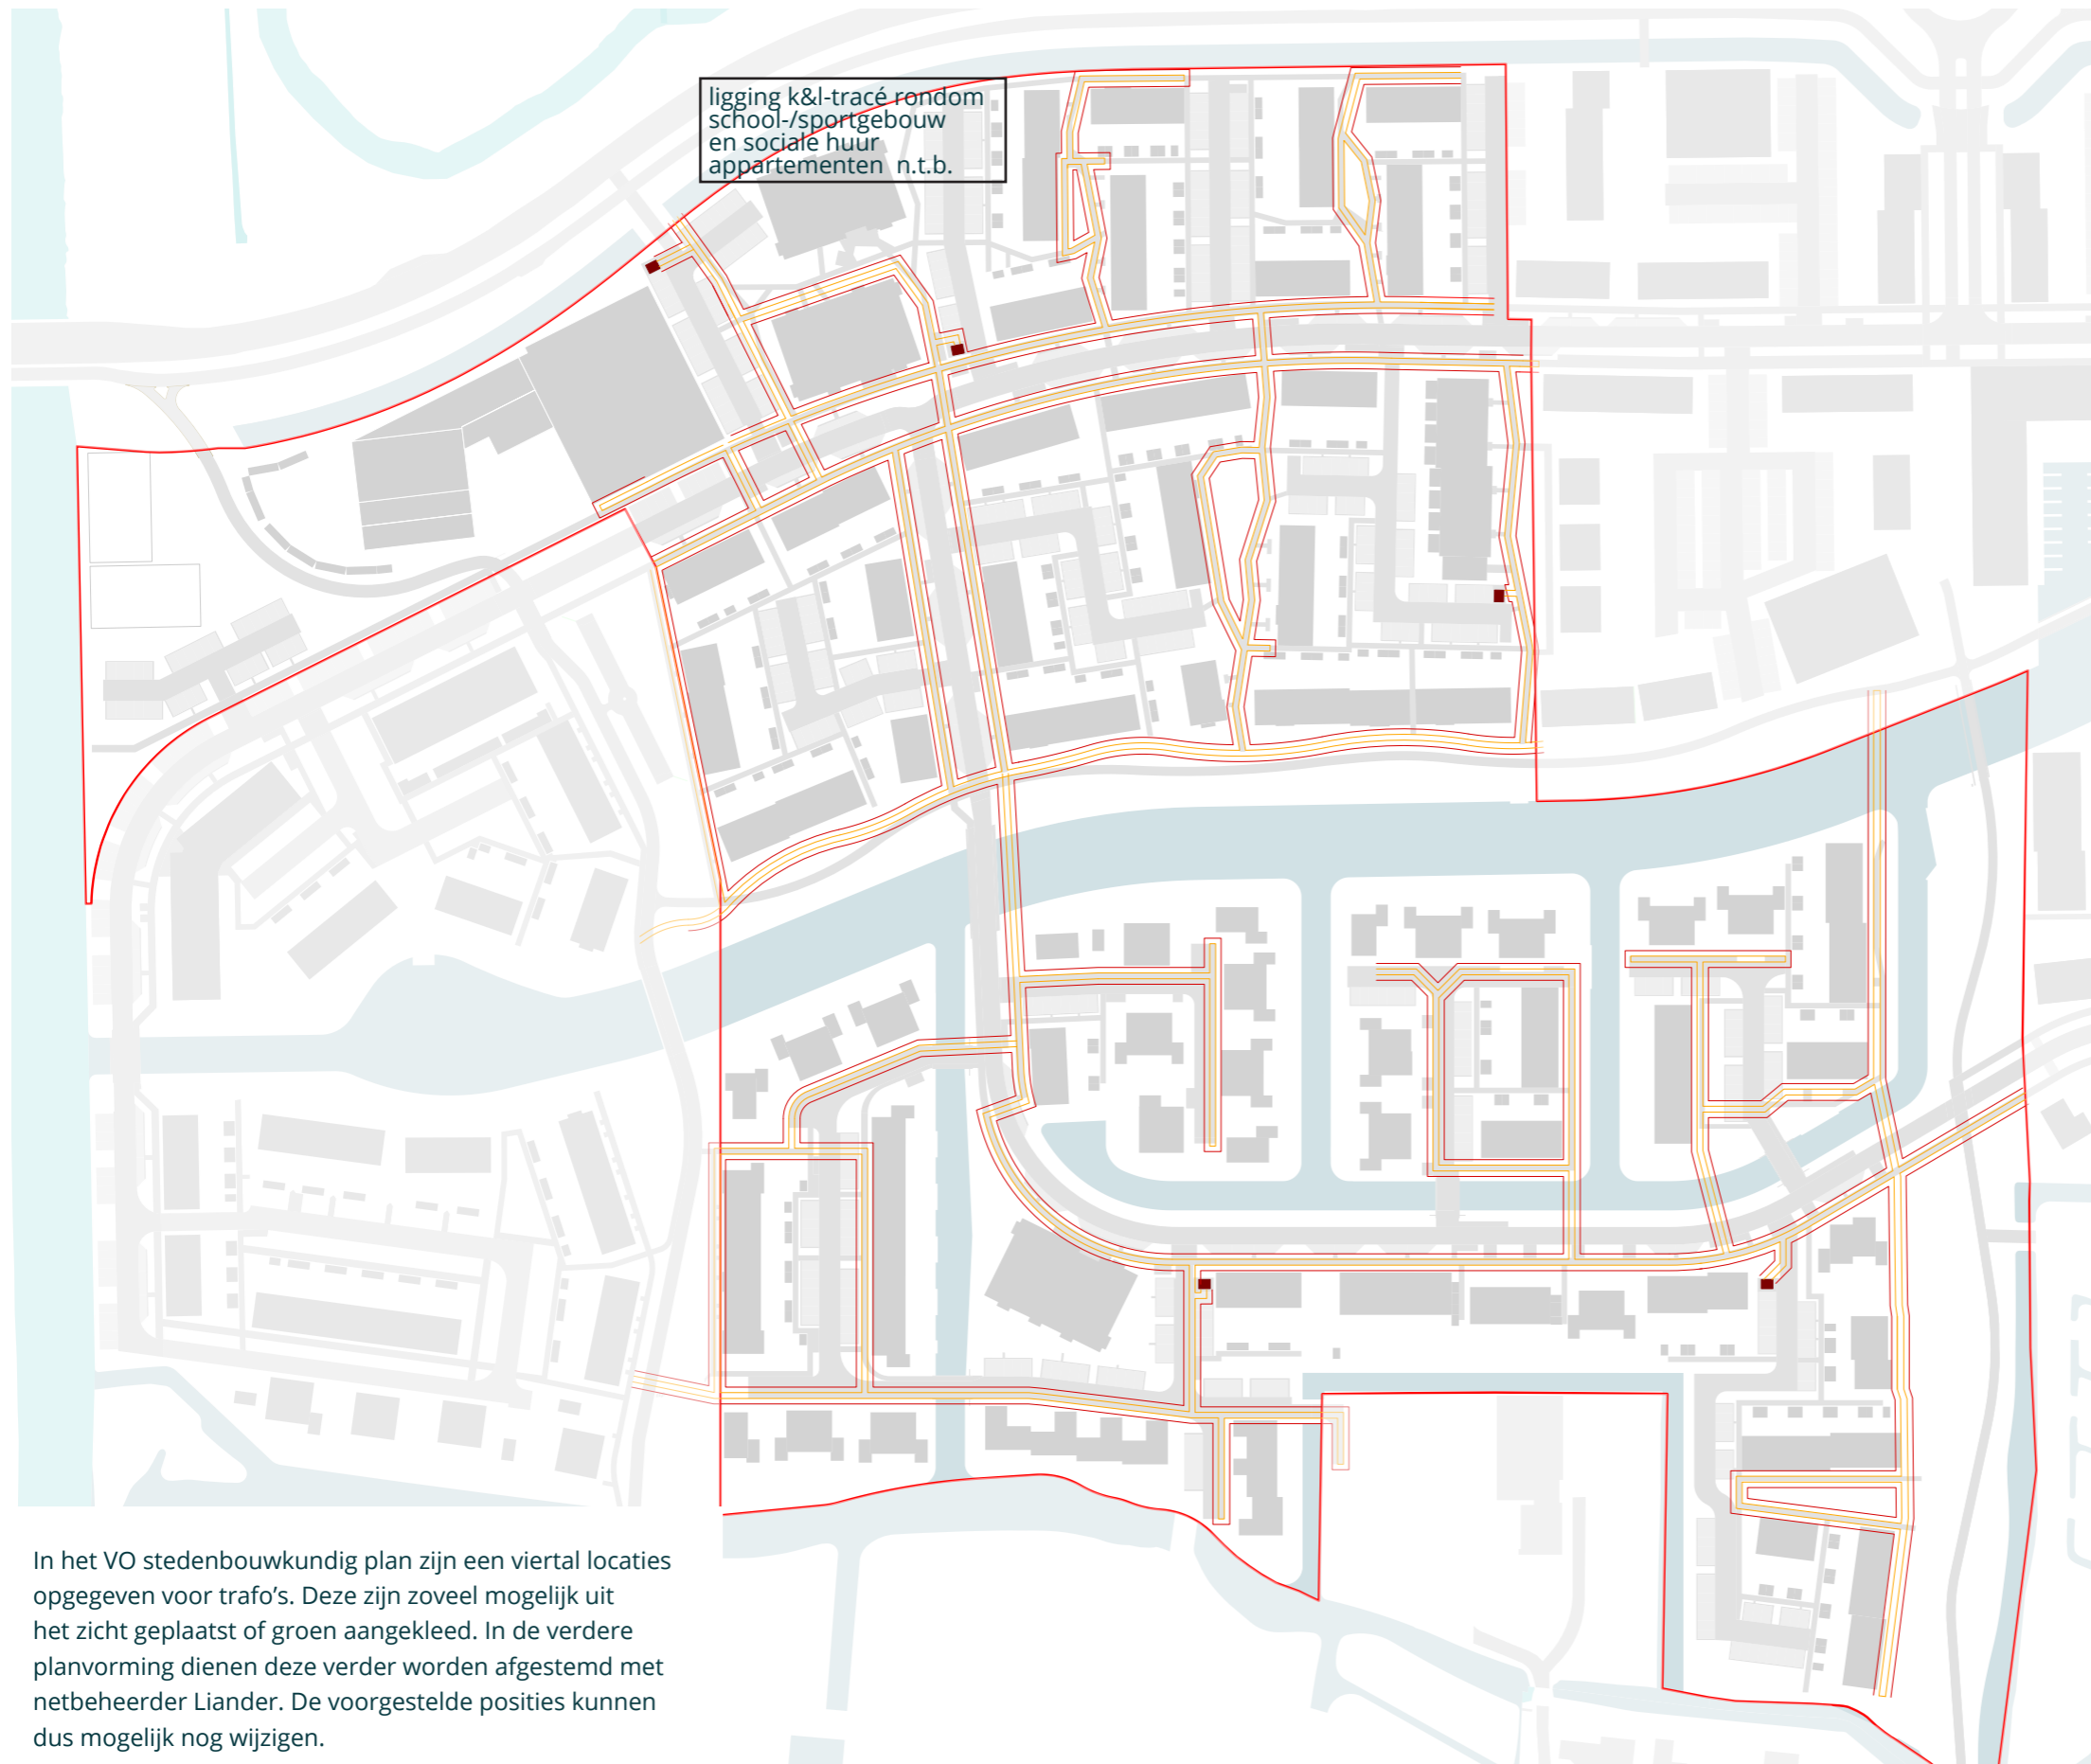 ligging k&l-tracé rondom
school-/sportgebouw
en sociale huur
appartementen n.t.b.
In het VO stedenbouwkundig plan zijn een viertal locaties
opgegeven voor trafo’s. Deze zijn zoveel mogelijk uit
het zicht geplaatst of groen aangekleed. In de verdere
planvorming dienen deze verder worden afgestemd met
netbeheerder Liander. De voorgestelde posities kunnen
dus mogelijk nog wijzigen.